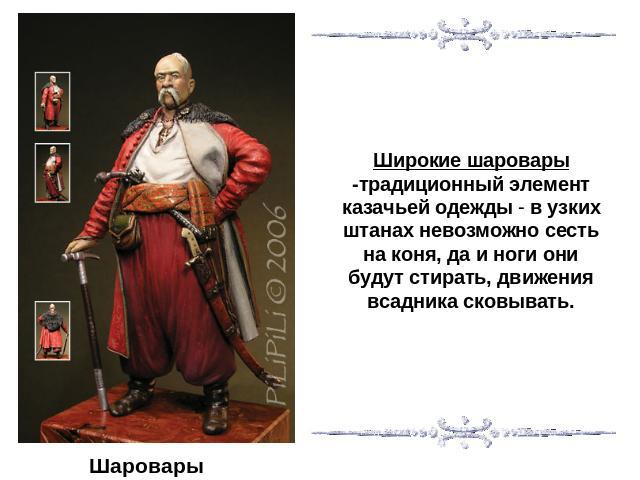 Широкие шаровары
-традиционный элемент
казачьей одежды - в узких
штанах невозможно сесть
на коня, да и ноги они
будут стирать, движения
всадника сковывать.
PiLiPiLi © 2006
Шаровары